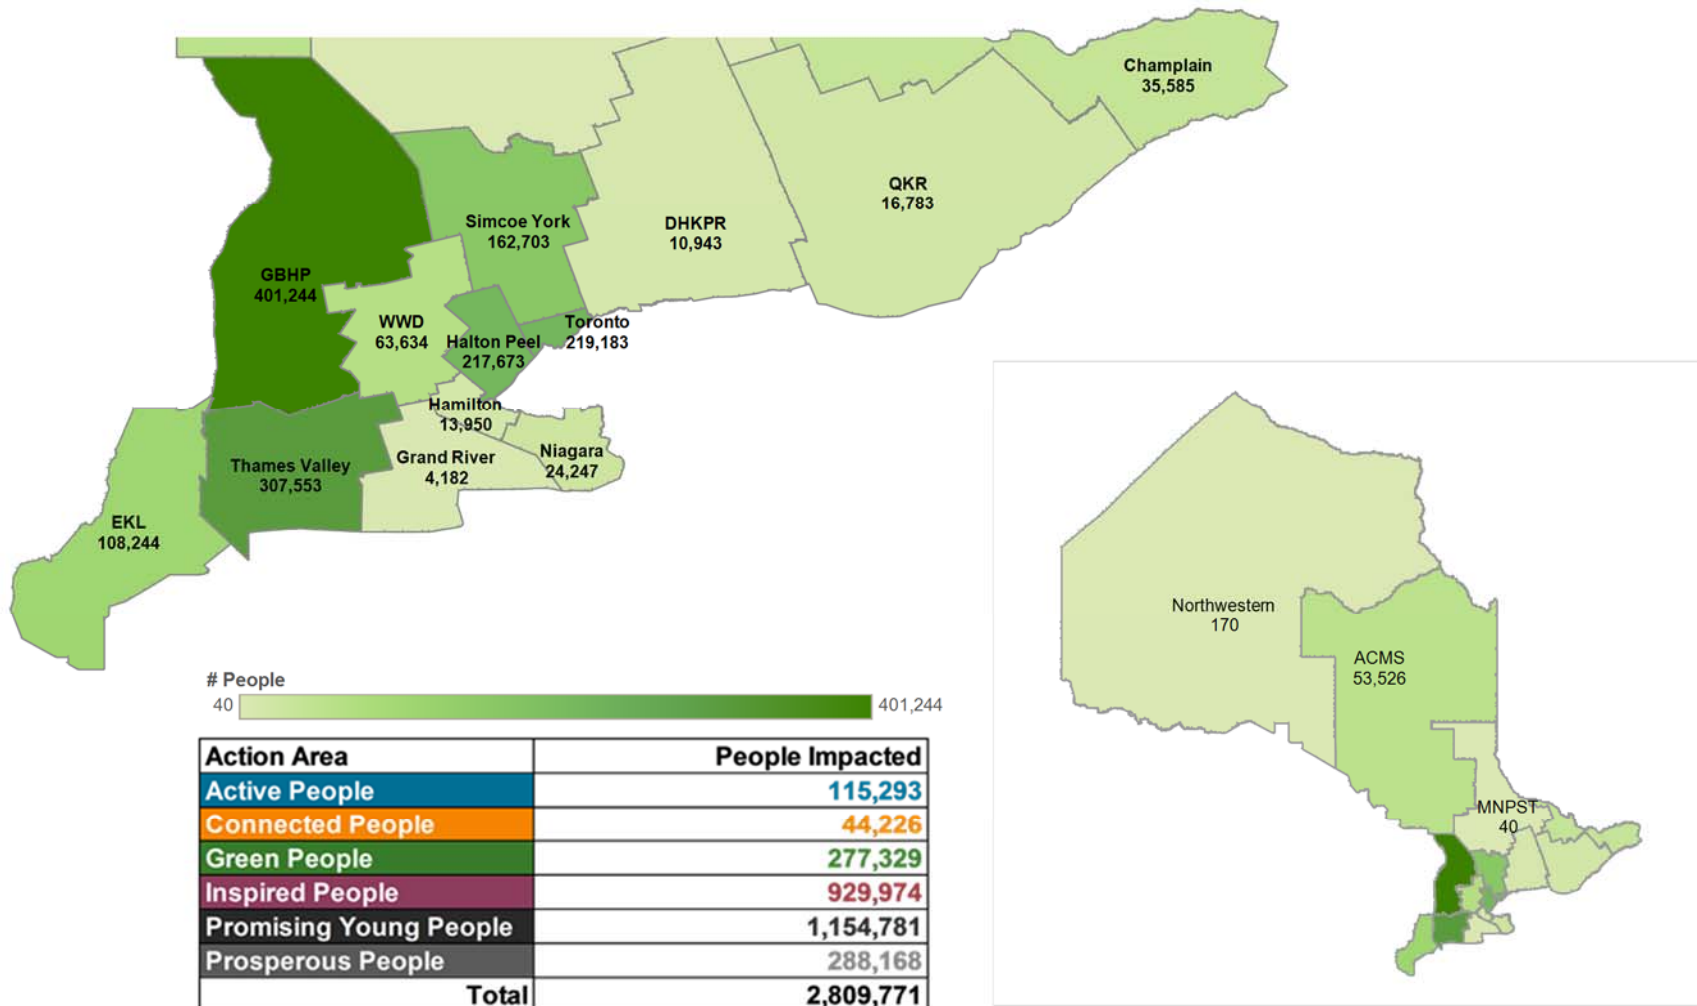 Champlain
35,585
QKR
16,783
DHKPR
10,943
Simcoe York
162,703
GBHP
401,244
WWD
63,634
Toronto
219,183
Halton Peel
217,673
Hamilton
13,950
Grand River
4,182
Niagara
24,247
Thames Valley
307,553
EKL
108,244
# People
40 401,244
Action Area People Impacted
Active People 115,293
Connected People 44,226
Green People 277,329
Inspired People 929,974
Promising Young People 1,154,781
Prosperous People 288,168
Total 2,809,771
Northwestern
170
ACMS
53,526
MNPST
40